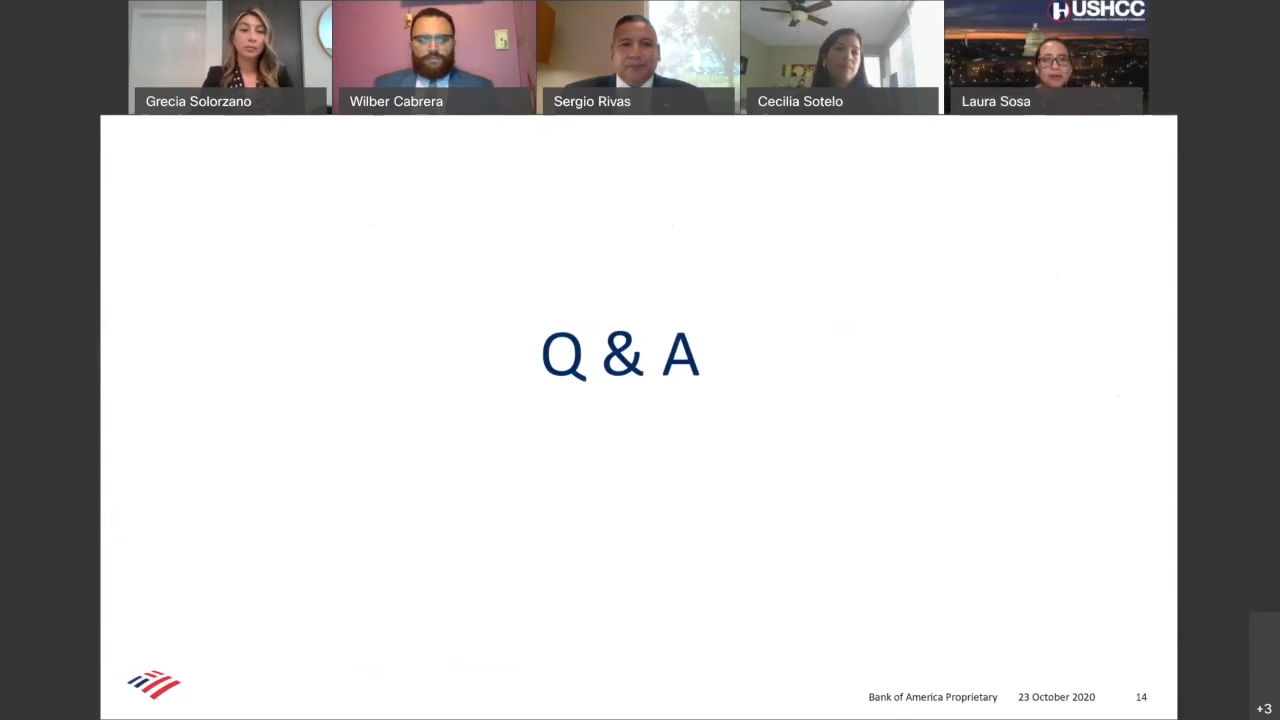 USHCC
Grecia Solorzano
Wilber Cabrera
Sergio Rivas
Cecilia Sotelo
Laura Sosa
Q & A
Bank of America Proprietary 23 October 2020 14
+3